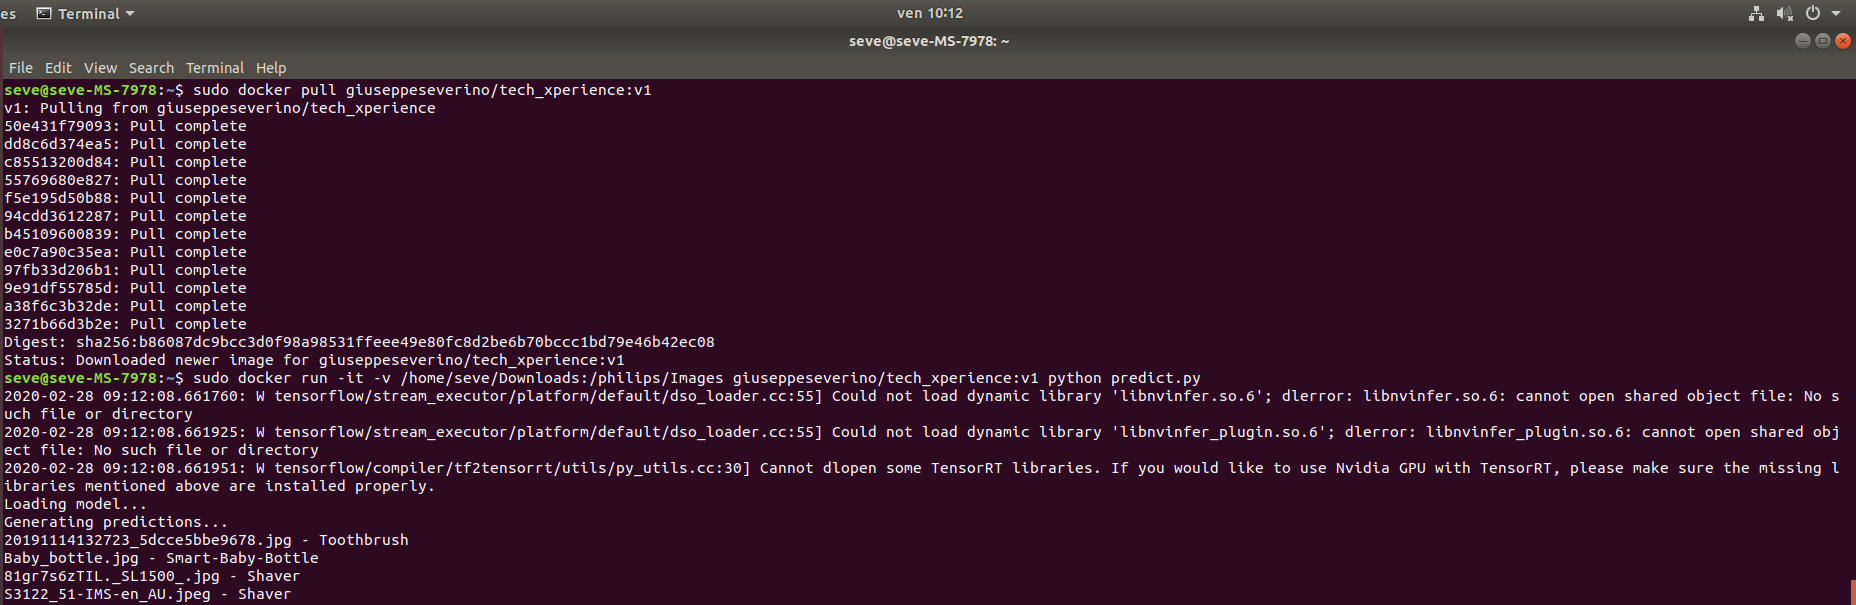 es Terminal ven 10:12
seve@seve-MS-7978: ~
File Edit View Search Terminal Help
seve@seve-MS-7978:~$ sudo docker pull giuseppeseverino/tech_xperience:v1
v1: Pulling from giuseppeseverino/tech_xperience
50e431f79093: Pull complete
dd8c6d374ea5: Pull complete
c85513200d84: Pull complete
55769680e827: Pull complete
f5e195d50b88: Pull complete
94cdd3612287: Pull complete
b45109600839: Pull complete
e0c7a90c35ea: Pull complete
97fb33d206b1: Pull complete
9e91df55785d: Pull complete
a38f6c3b32de: Pull complete
3271b66d3b2e: Pull complete
Digest: sha256:b86087dc9bcc3d0f98a98531ffeee49e80fc8d2be6b70bccc1bd79e46b42ec08
Status: Downloaded newer image for giuseppeseverino/tech_xperience:v1
seve@seve-MS-7978:~$ sudo docker run -it -v /home/seve/Downloads:/philips/Images giuseppeseverino/tech_xperience:v1 python predict.py
2020-02-28 09:12:08.661760: W tensorflow/stream_executor/platform/default/dso_loader.cc:55] Could not load dynamic library 'libnvinfer.so.6'; dlerror: libnvinfer.so.6: cannot open shared object file: No s
uch file or directory
2020-02-28 09:12:08.661925: W tensorflow/stream_executor/platform/default/dso_loader.cc:55] Could not load dynamic library 'libnvinfer_plugin.so.6'; dlerror: libnvinfer_plugin.so.6: cannot open shared obj
ect file: No such file or directory
2020-02-28 09:12:08.661951: W tensorflow/compiler/tf2tensorrt/utils/py_utils.cc:30] Cannot dlopen some TensorRT libraries. If you would like to use Nvidia GPU with TensorRT, please make sure the missing l
ibraries mentioned above are installed properly.
Loading model...
Generating predictions...
20191114132723_5dcce5bbe9678.jpg - Toothbrush
Baby_bottle.jpg - Smart-Baby-Bottle
81gr7s6zTIL._SL1500_.jpg - Shaver
S3122_51-IMS-en_AU.jpeg - Shaver